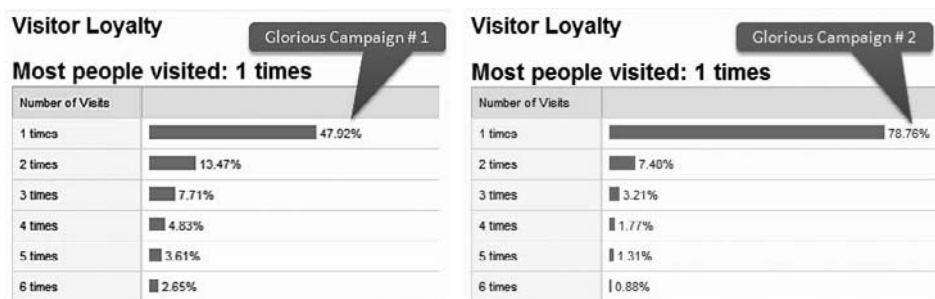 Visitor Loyalty
Glorious Campaign # 1
Most people visited: 1 times
Number of Visits
1 times 47.92%
2 times 13.47%
3 times 7.71%
4 times 4.83%
5 times 3.61%
6 times 2.65%
Visitor Loyalty
Glorious Campaign # 2
Most people visited: 1 times
Number of Visits
1 times 78.76%
2 times 7.40%
3 times 3.21%
4 times 1.77%
5 times 1.31%
6 times 0.88%